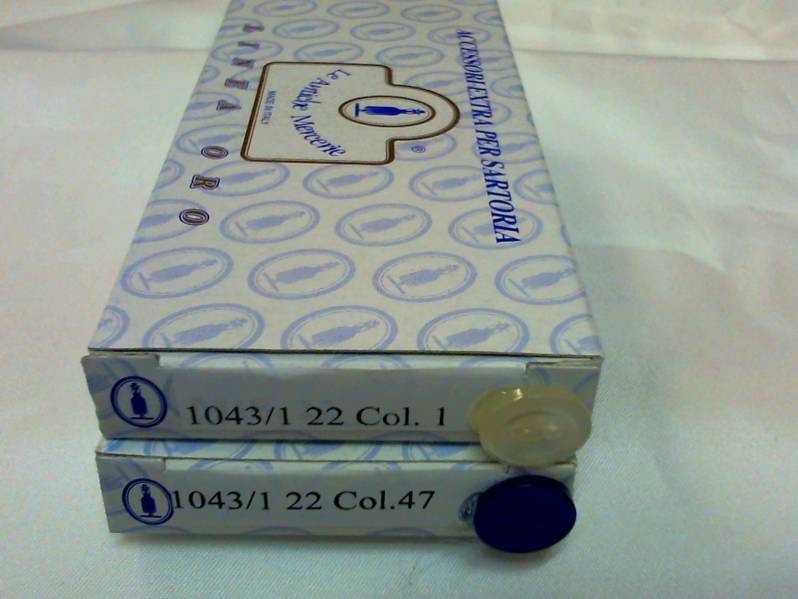 ACCESSORI EXTRA PER SARTORIA
Le Antiche Mercerie
®
MADE IN ITALY
LINEA ORO
1043/1 22 Col. 1
1043/1 22 Col.47